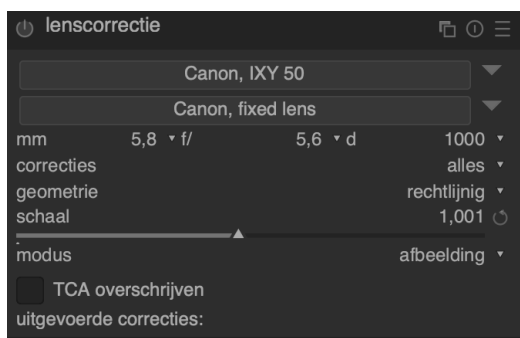 lenscorrectie
Canon, IXY 50
Canon, fixed lens
mm 5,8 f/ 5,6 d 1000
correcties alles
geometrie rechtlijnig
schaal 1,001
modus afbeelding
TCA overschrijven
uitgevoerde correcties: